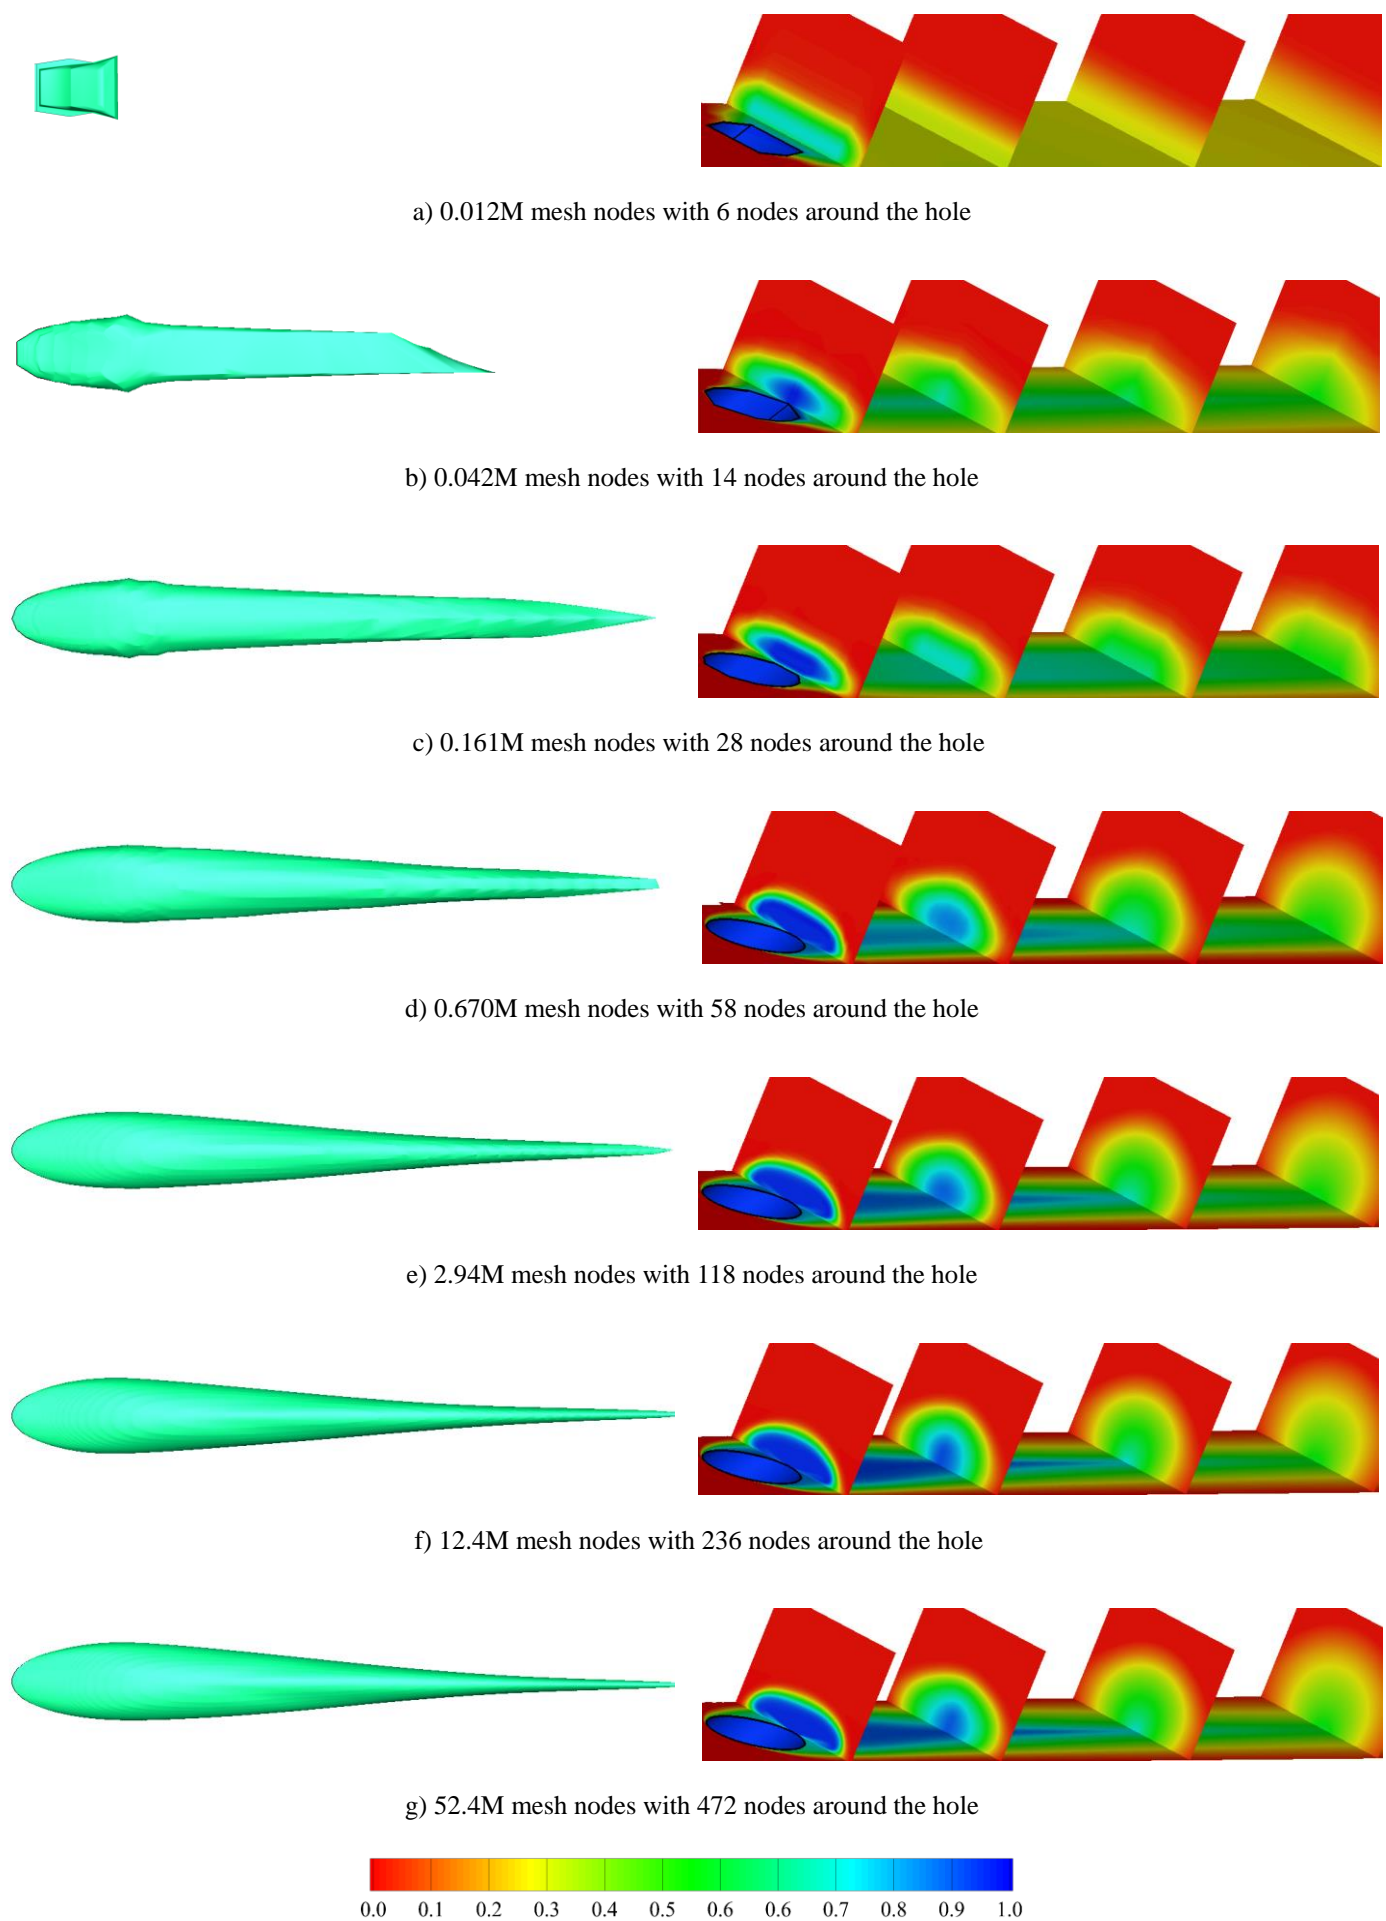 a) 0.012M mesh nodes with 6 nodes around the hole
b) 0.042M mesh nodes with 14 nodes around the hole
c) 0.161M mesh nodes with 28 nodes around the hole
d) 0.670M mesh nodes with 58 nodes around the hole
e) 2.94M mesh nodes with 118 nodes around the hole
f) 12.4M mesh nodes with 236 nodes around the hole
g) 52.4M mesh nodes with 472 nodes around the hole
0.0 0.1 0.2 0.3 0.4 0.5 0.6 0.6 0.7 0.8 0.9 1.0